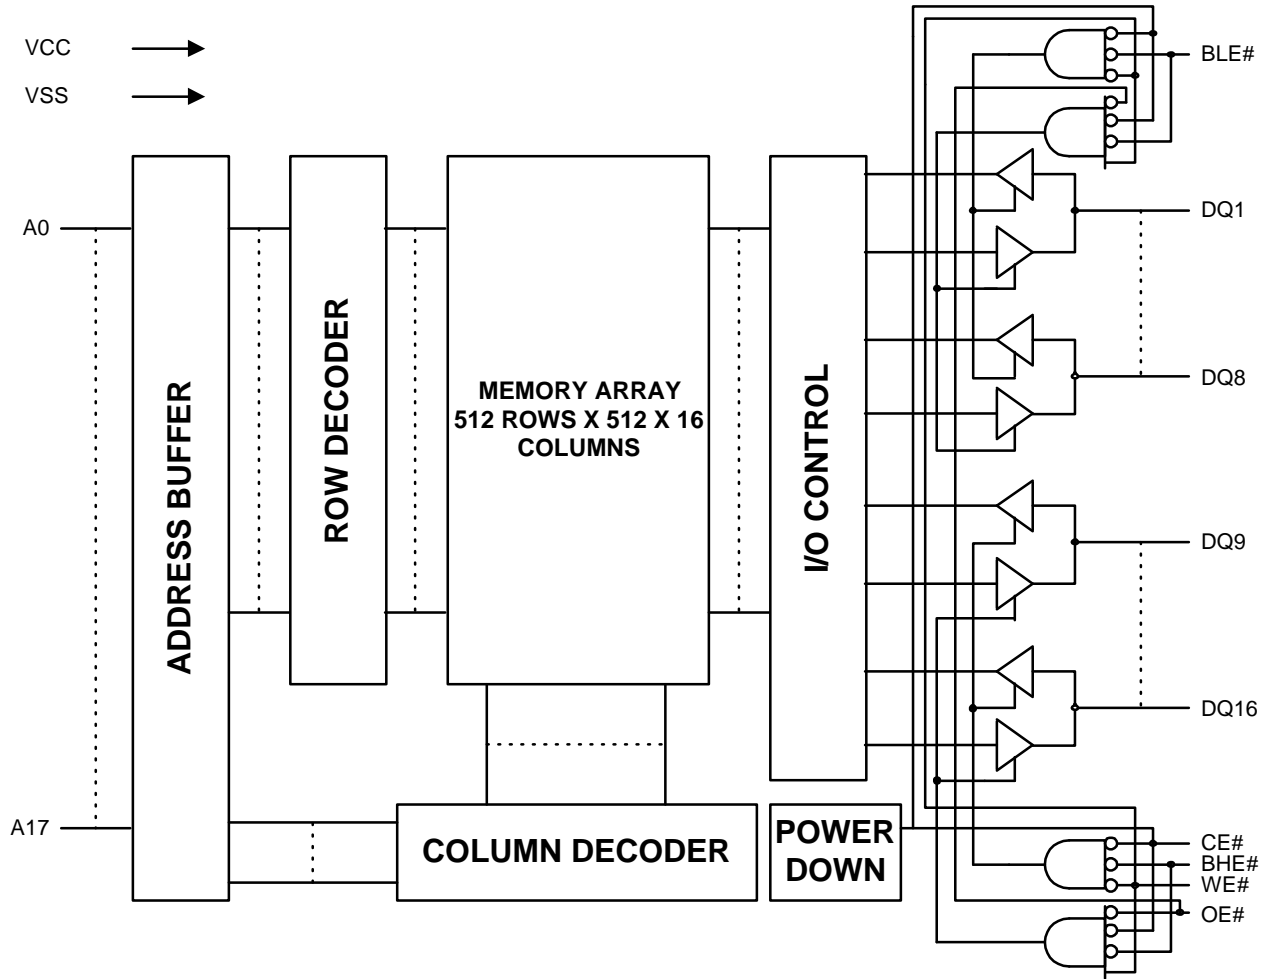 VCC
VSS
BLE#
A0
A17
ADDRESS BUFFER
ROW DECODER
MEMORY ARRAY
512 ROWS X 512 X 16
COLUMNS
I/O CONTROL
COLUMN DECODER
POWER
DOWN
DQ1
DQ8
DQ9
DQ16
CE#
BHE#
WE#
OE#